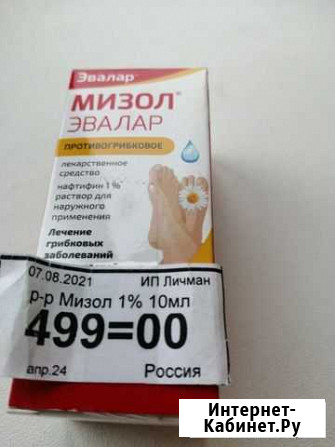 Эвалар
МИЗОЛ®
ЭВАЛАР
ПРОТИВОГРИБКОВОЕ
лекарственное
средство
нафтифин 1%
раствор для
наружного
применения
Лечение
грибковых
заболеваний
07.08.2021 ИП Личман
р-р Мизол 1% 10мл
499=00
апр.24 Россия
Интернет-
Кабинет.Ру